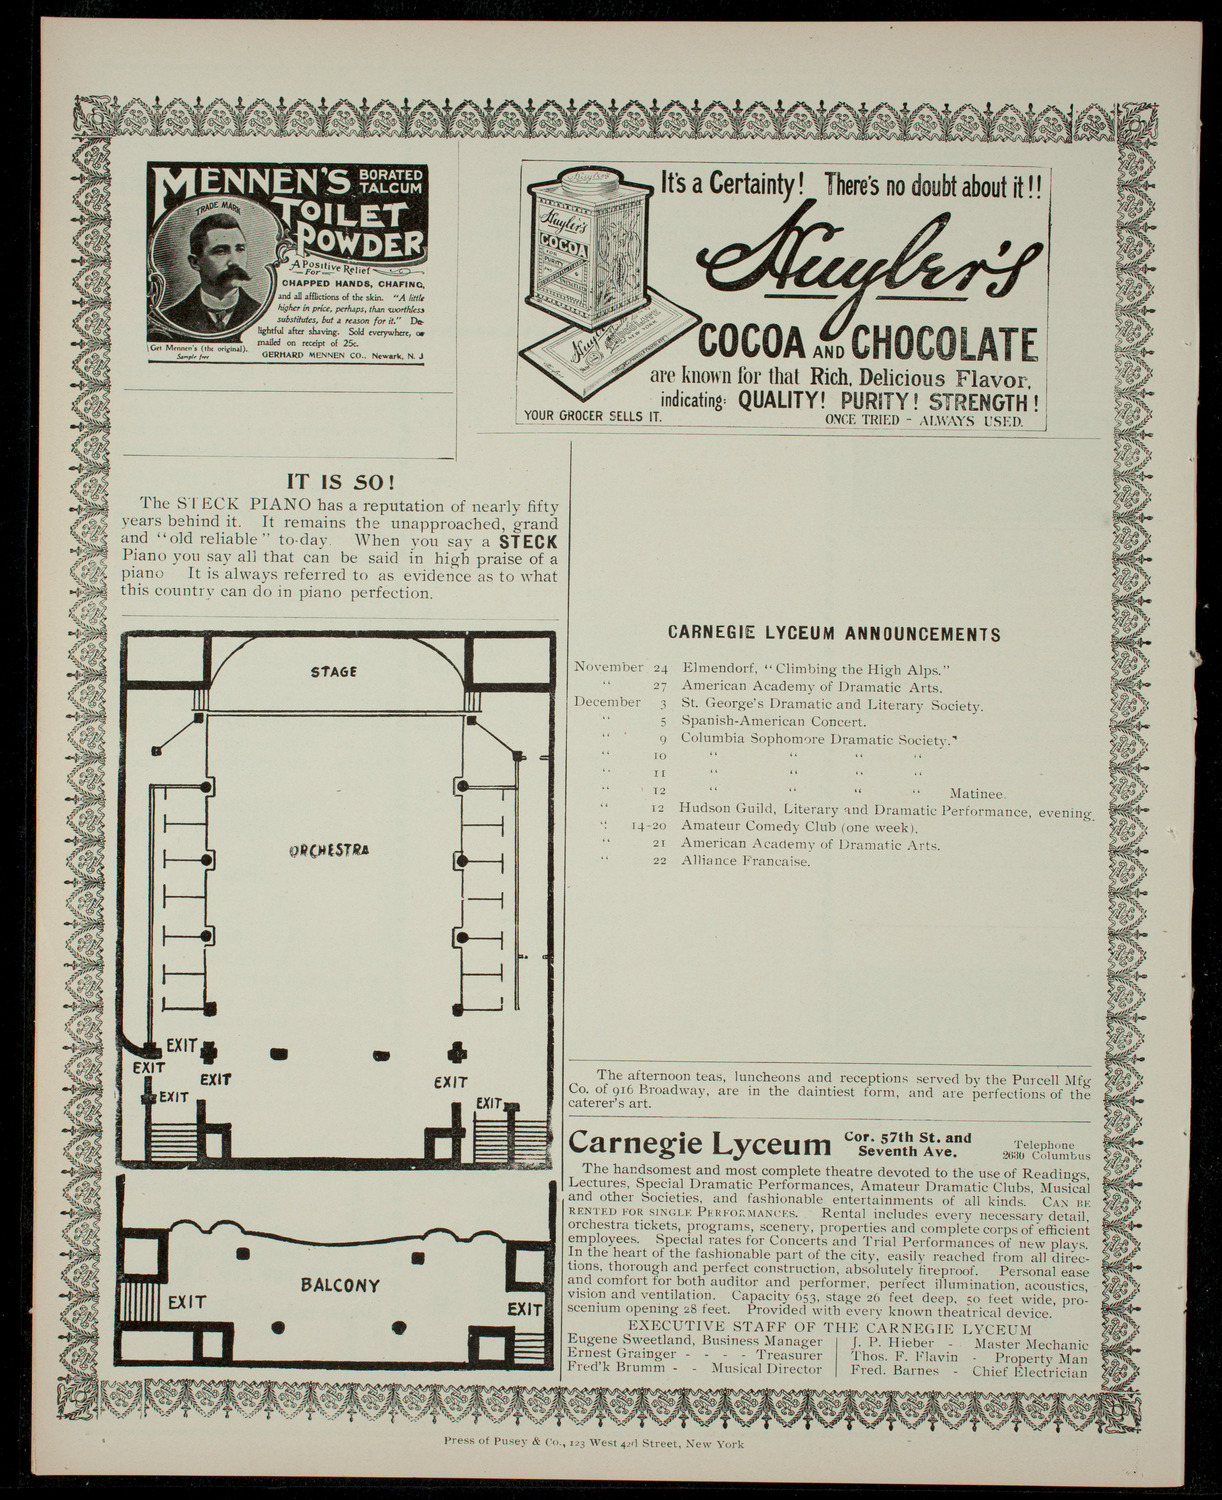 MENNEN'S BORATED TALCUM
TOILET
POWDER
TRADE MARK
A Positive Relief
For
CHAPPED HANDS, CHAFING,
and all afflictions of the skin. "A little
higher in price, perhaps, than worthless
substitutes, but a reason for it." De-
lightful after shaving. Sold everywhere, or
mailed on receipt of 25c.
Get Mennen's (the original).
Sample free
GERHARD MENNEN CO., Newark, N. J
It's a Certainty! There's no doubt about it!!
Huyler's
Huyler's
COCOA
Huyler's
COCOA AND CHOCOLATE
are known for that Rich, Delicious Flavor,
indicating: QUALITY! PURITY! STRENGTH!
YOUR GROCER SELLS IT.
ONCE TRIED - ALWAYS USED.
IT IS SO!
The STECK PIANO has a reputation of nearly fifty
years behind it. It remains the unapproached, grand
and "old reliable" to-day. When you say a STECK
Piano you say all that can be said in high praise of a
piano It is always referred to as evidence as to what
this country can do in piano perfection.
STAGE
ORCHESTRA
EXIT
EXIT
EXIT
EXIT
EXIT
EXIT
BALCONY
EXIT
EXIT
CARNEGIE LYCEUM ANNOUNCEMENTS
November 24 Elmendorf, "Climbing the High Alps."
" 27 American Academy of Dramatic Arts.
December 3 St. George's Dramatic and Literary Society.
" 5 Spanish-American Concert.
" 9 Columbia Sophomore Dramatic Society."
" 10 " " " "
" 11 " " " "
" 12 " " " " Matinee.
" 12 Hudson Guild, Literary and Dramatic Performance, evening.
" 14-20 Amateur Comedy Club (one week).
" 21 American Academy of Dramatic Arts.
" 22 Alliance Francaise.
The afternoon teas, luncheons and receptions served by the Purcell Mfg
Co. of 916 Broadway, are in the daintiest form, and are perfections of the
caterer's art.
Carnegie Lyceum Cor. 57th St. and Seventh Ave. Telephone 2630 Columbus
The handsomest and most complete theatre devoted to the use of Readings,
Lectures, Special Dramatic Performances, Amateur Dramatic Clubs, Musical
and other Societies, and fashionable entertainments of all kinds. CAN BE
RENTED FOR SINGLE PERFORMANCES. Rental includes every necessary detail,
orchestra tickets, programs, scenery, properties and complete corps of efficient
employees. Special rates for Concerts and Trial Performances of new plays.
In the heart of the fashionable part of the city, easily reached from all direc-
tions, thorough and perfect construction, absolutely fireproof. Personal ease
and comfort for both auditor and performer, perfect illumination, acoustics,
vision and ventilation. Capacity 653, stage 26 feet deep, 50 feet wide, pro-
scenium opening 28 feet. Provided with every known theatrical device.
EXECUTIVE STAFF OF THE CARNEGIE LYCEUM
Eugene Sweetland, Business Manager
Ernest Grainger - - - - Treasurer
Fred'k Brumm - - Musical Director
J. P. Hieber - Master Mechanic
Thos. F. Flavin - Property Man
Fred. Barnes - Chief Electrician
Press of Pusey & Co., 123 West 42d Street, New York